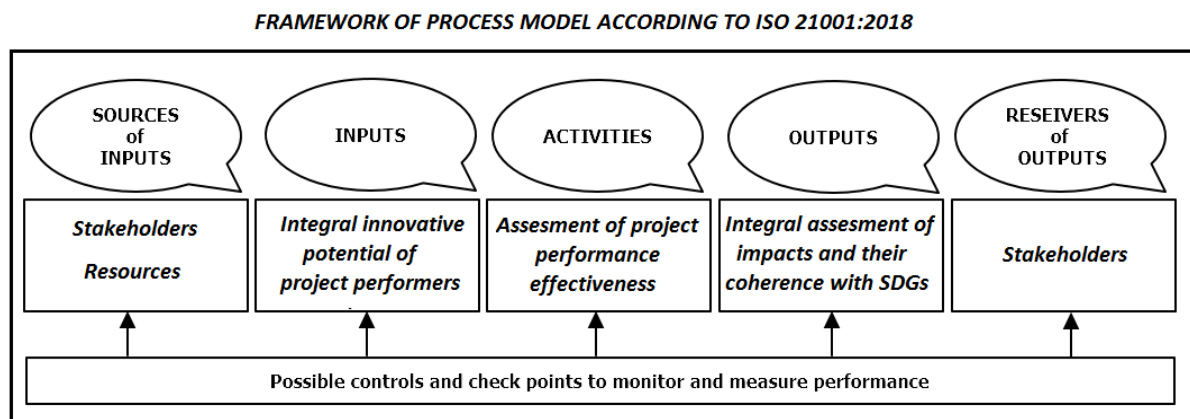 FRAMEWORK OF PROCESS MODEL ACCORDING TO ISO 21001:2018
SOURCES
of
INPUTS
INPUTS
ACTIVITIES
OUTPUTS
RESEIVERS
of
OUTPUTS
Stakeholders
Resources
Integral innovative
potential of
project performers
Assesment of project
performance
effectiveness
Integral assesment of
impacts and their
coherence with SDGs
Stakeholders
Possible controls and check points to monitor and measure performance